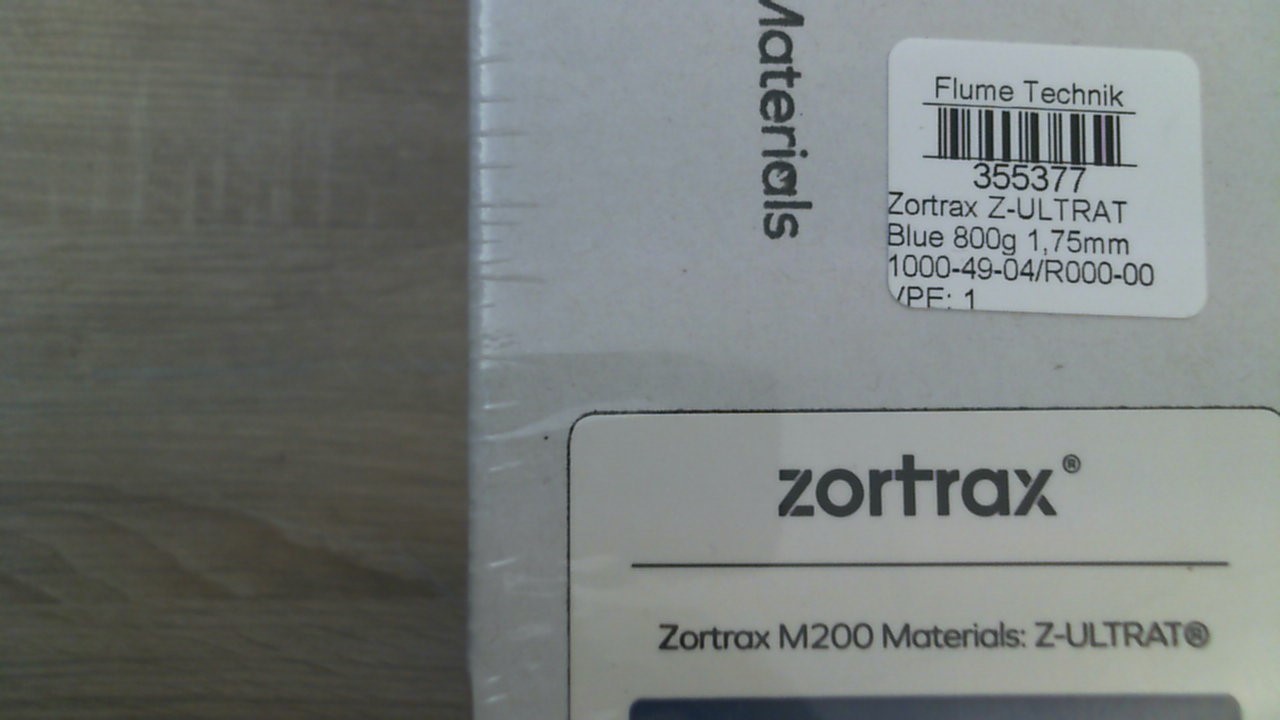 Materials
Flume Technik
355377
Zortrax Z-ULTRAT
Blue 800g 1,75mm
1000-49-04/R000-00
/PE: 1
zortrax®
Zortrax M200 Materials: Z-ULTRAT®